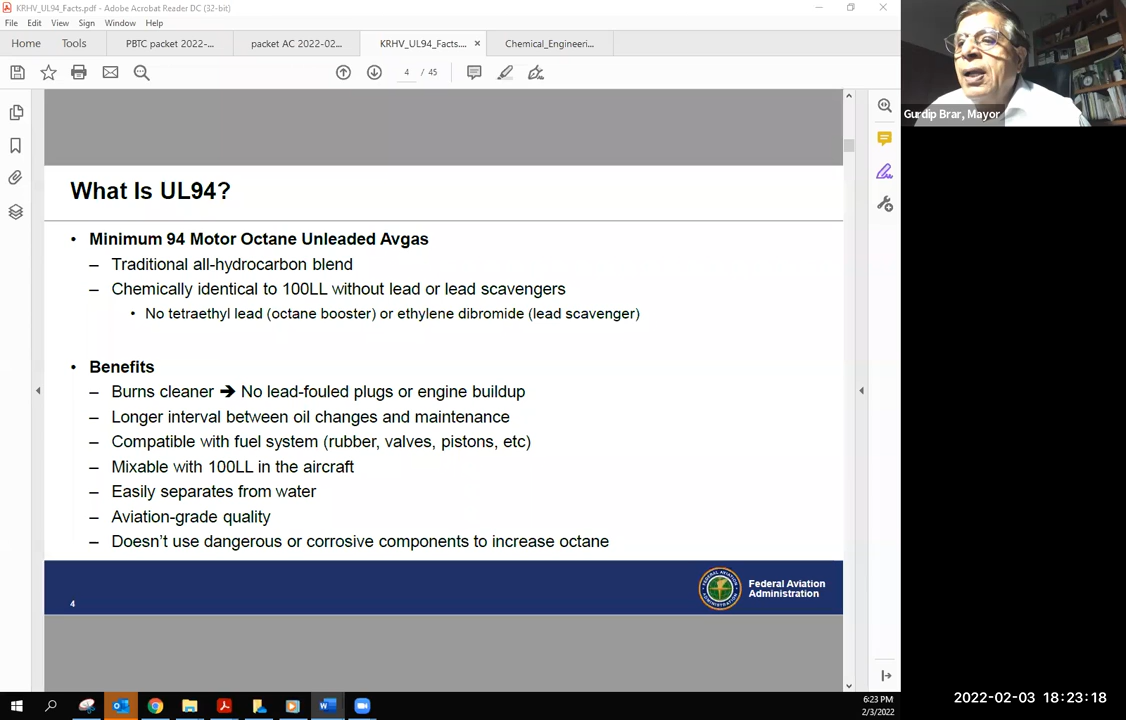 KRHV_UL94_Facts.pdf - Adobe Acrobat Reader DC (32-bit)
File Edit View Sign Window Help
Home Tools PBTC packet 2022-... packet AC 2022-02... KRHV_UL94_Facts.... × Chemical_Engineeri...
4 / 45
Gurdip Brar, Mayor
What Is UL94?
• Minimum 94 Motor Octane Unleaded Avgas
– Traditional all-hydrocarbon blend
– Chemically identical to 100LL without lead or lead scavengers
• No tetraethyl lead (octane booster) or ethylene dibromide (lead scavenger)
• Benefits
– Burns cleaner ➔ No lead-fouled plugs or engine buildup
– Longer interval between oil changes and maintenance
– Compatible with fuel system (rubber, valves, pistons, etc)
– Mixable with 100LL in the aircraft
– Easily separates from water
– Aviation-grade quality
– Doesn’t use dangerous or corrosive components to increase octane
4
Federal Aviation
Administration
6:23 PM
2/3/2022
2022-02-03 18:23:18